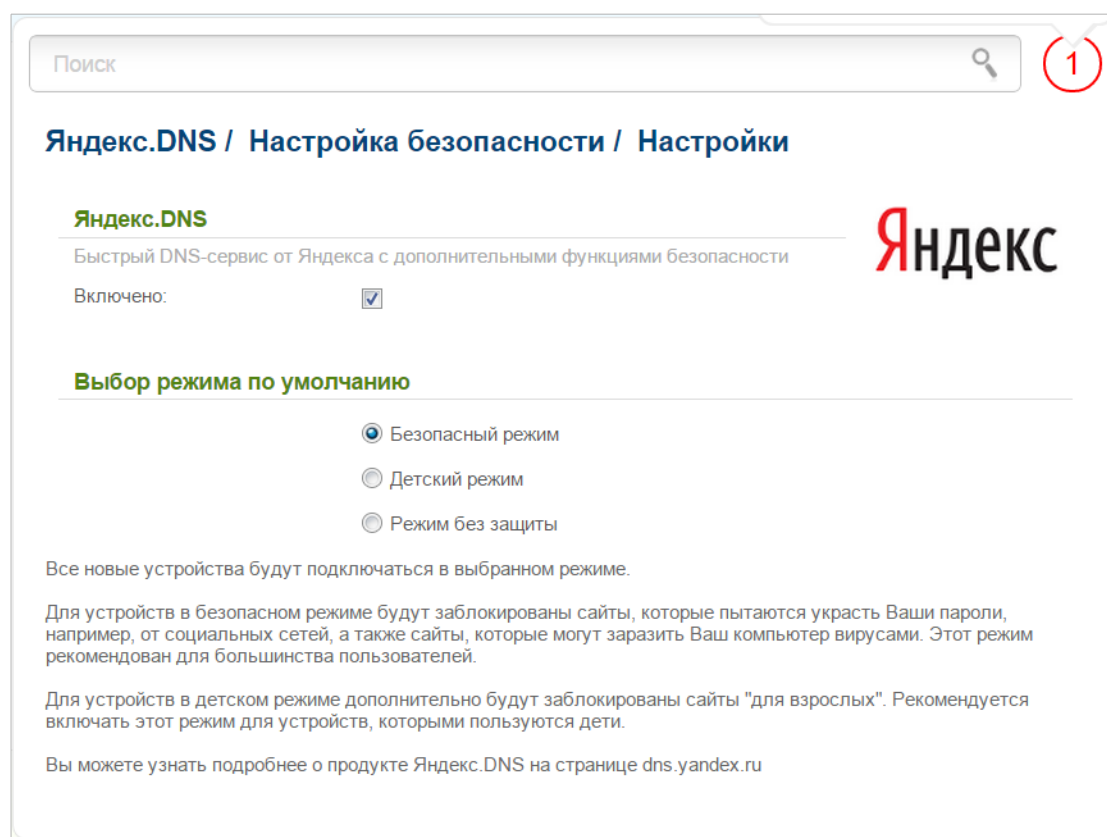 Поиск
1
Яндекс.DNS /  Настройка безопасности /  Настройки
Яндекс.DNS
Быстрый DNS-сервис от Яндекса с дополнительными функциями безопасности
Яндекс
Включено:
Выбор режима по умолчанию
Безопасный режим
Детский режим
Режим без защиты
Все новые устройства будут подключаться в выбранном режиме.
Для устройств в безопасном режиме будут заблокированы сайты, которые пытаются украсть Ваши пароли,
например, от социальных сетей, а также сайты, которые могут заразить Ваш компьютер вирусами. Этот режим
рекомендован для большинства пользователей.
Для устройств в детском режиме дополнительно будут заблокированы сайты "для взрослых". Рекомендуется
включать этот режим для устройств, которыми пользуются дети.
Вы можете узнать подробнее о продукте Яндекс.DNS на странице dns.yandex.ru